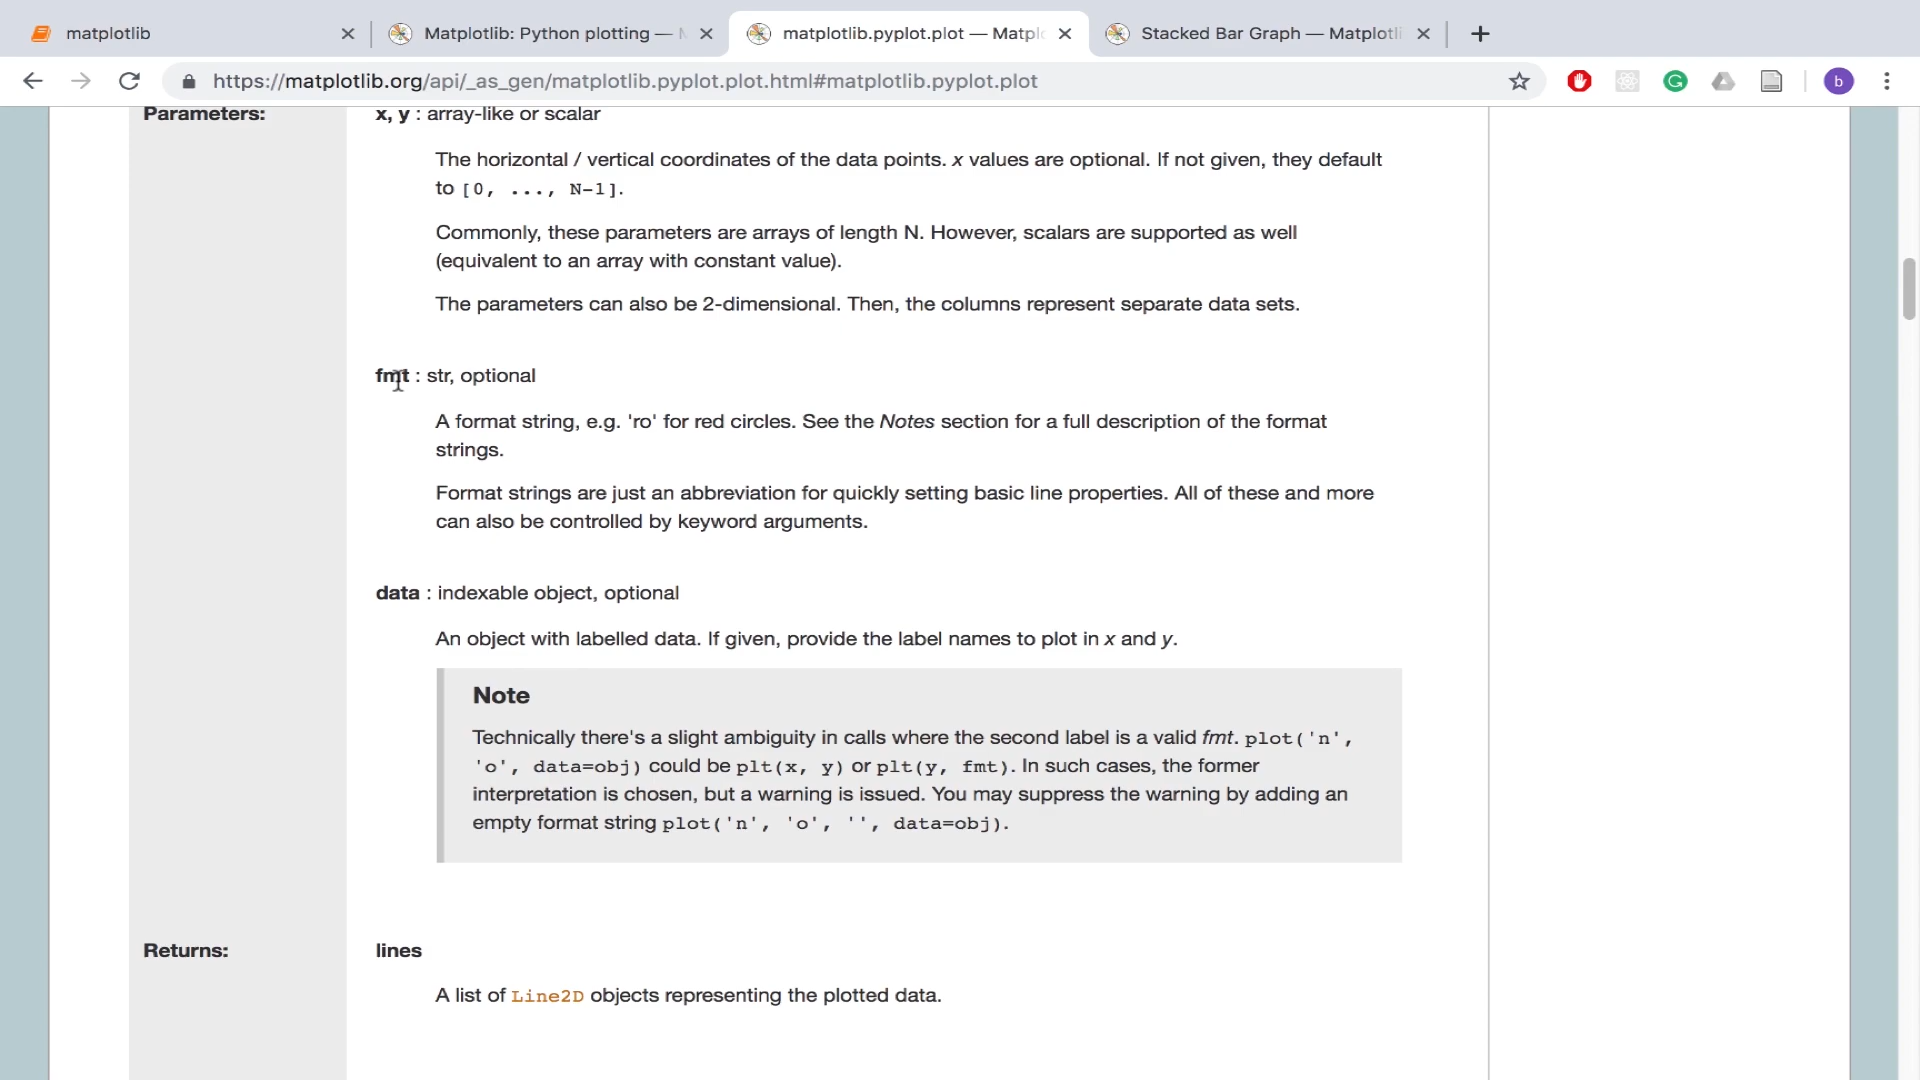 matplotlib
Matplotlib: Python plotting —
matplotlib.pyplot.plot — Matpl
Stacked Bar Graph — Matplotli
https://matplotlib.org/api/_as_gen/matplotlib.pyplot.plot.html#matplotlib.pyplot.plot
b
Parameters:
x, y : array-like or scalar
The horizontal / vertical coordinates of the data points. x values are optional. If not given, they default
to [0, ..., N-1].
Commonly, these parameters are arrays of length N. However, scalars are supported as well
(equivalent to an array with constant value).
The parameters can also be 2-dimensional. Then, the columns represent separate data sets.
fmt : str, optional
A format string, e.g. 'ro' for red circles. See the Notes section for a full description of the format
strings.
Format strings are just an abbreviation for quickly setting basic line properties. All of these and more
can also be controlled by keyword arguments.
data : indexable object, optional
An object with labelled data. If given, provide the label names to plot in x and y.
Note
Technically there's a slight ambiguity in calls where the second label is a valid fmt. plot('n',
'o', data=obj) could be plt(x, y) or plt(y, fmt). In such cases, the former
interpretation is chosen, but a warning is issued. You may suppress the warning by adding an
empty format string plot('n', 'o', '', data=obj).
Returns:
lines
A list of Line2D objects representing the plotted data.